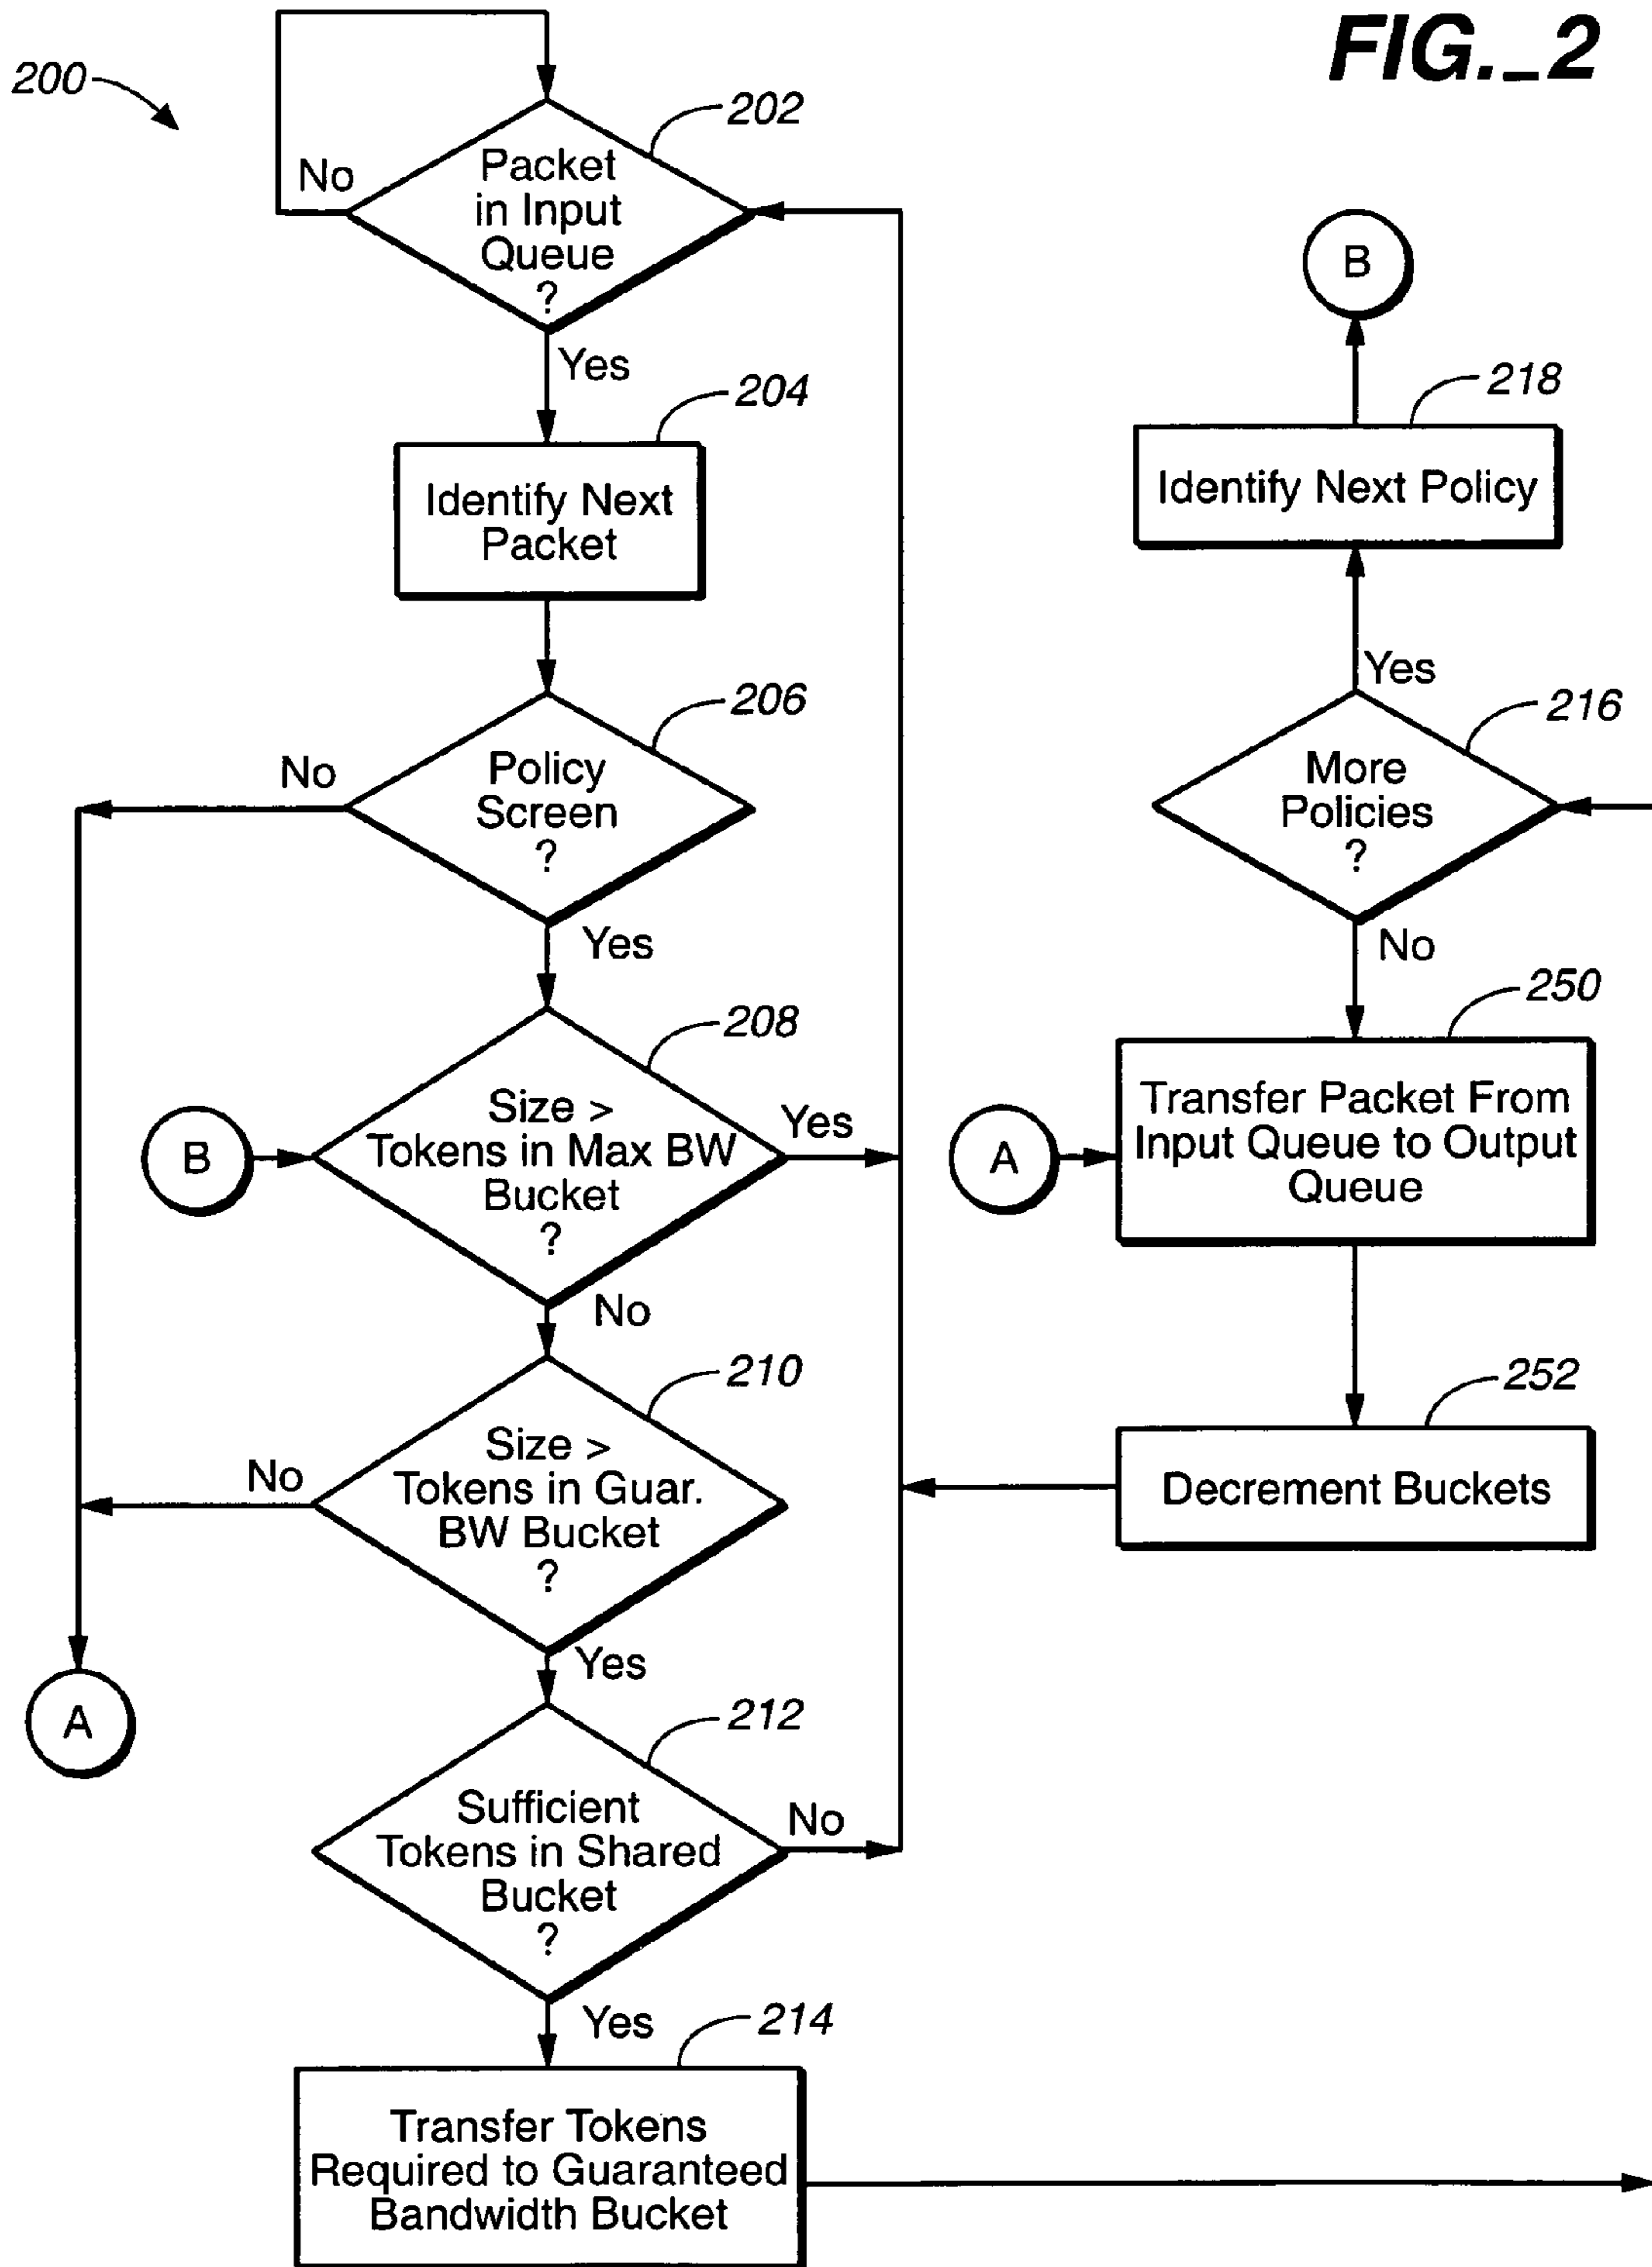 FIG._2
200
202
No
Packet
in Input
Queue
?
Yes
204
Identify Next
Packet
206
No
Policy
Screen
?
Yes
208
B
Size >
Tokens in Max BW
Bucket
?
Yes
No
210
No
Size >
Tokens in Guar.
BW Bucket
?
Yes
A
212
Sufficient
Tokens in Shared
Bucket
?
No
Yes
214
Transfer Tokens
Required to Guaranteed
Bandwidth Bucket
B
218
Identify Next Policy
Yes
216
More
Policies
?
No
250
A
Transfer Packet From
Input Queue to Output
Queue
252
Decrement Buckets